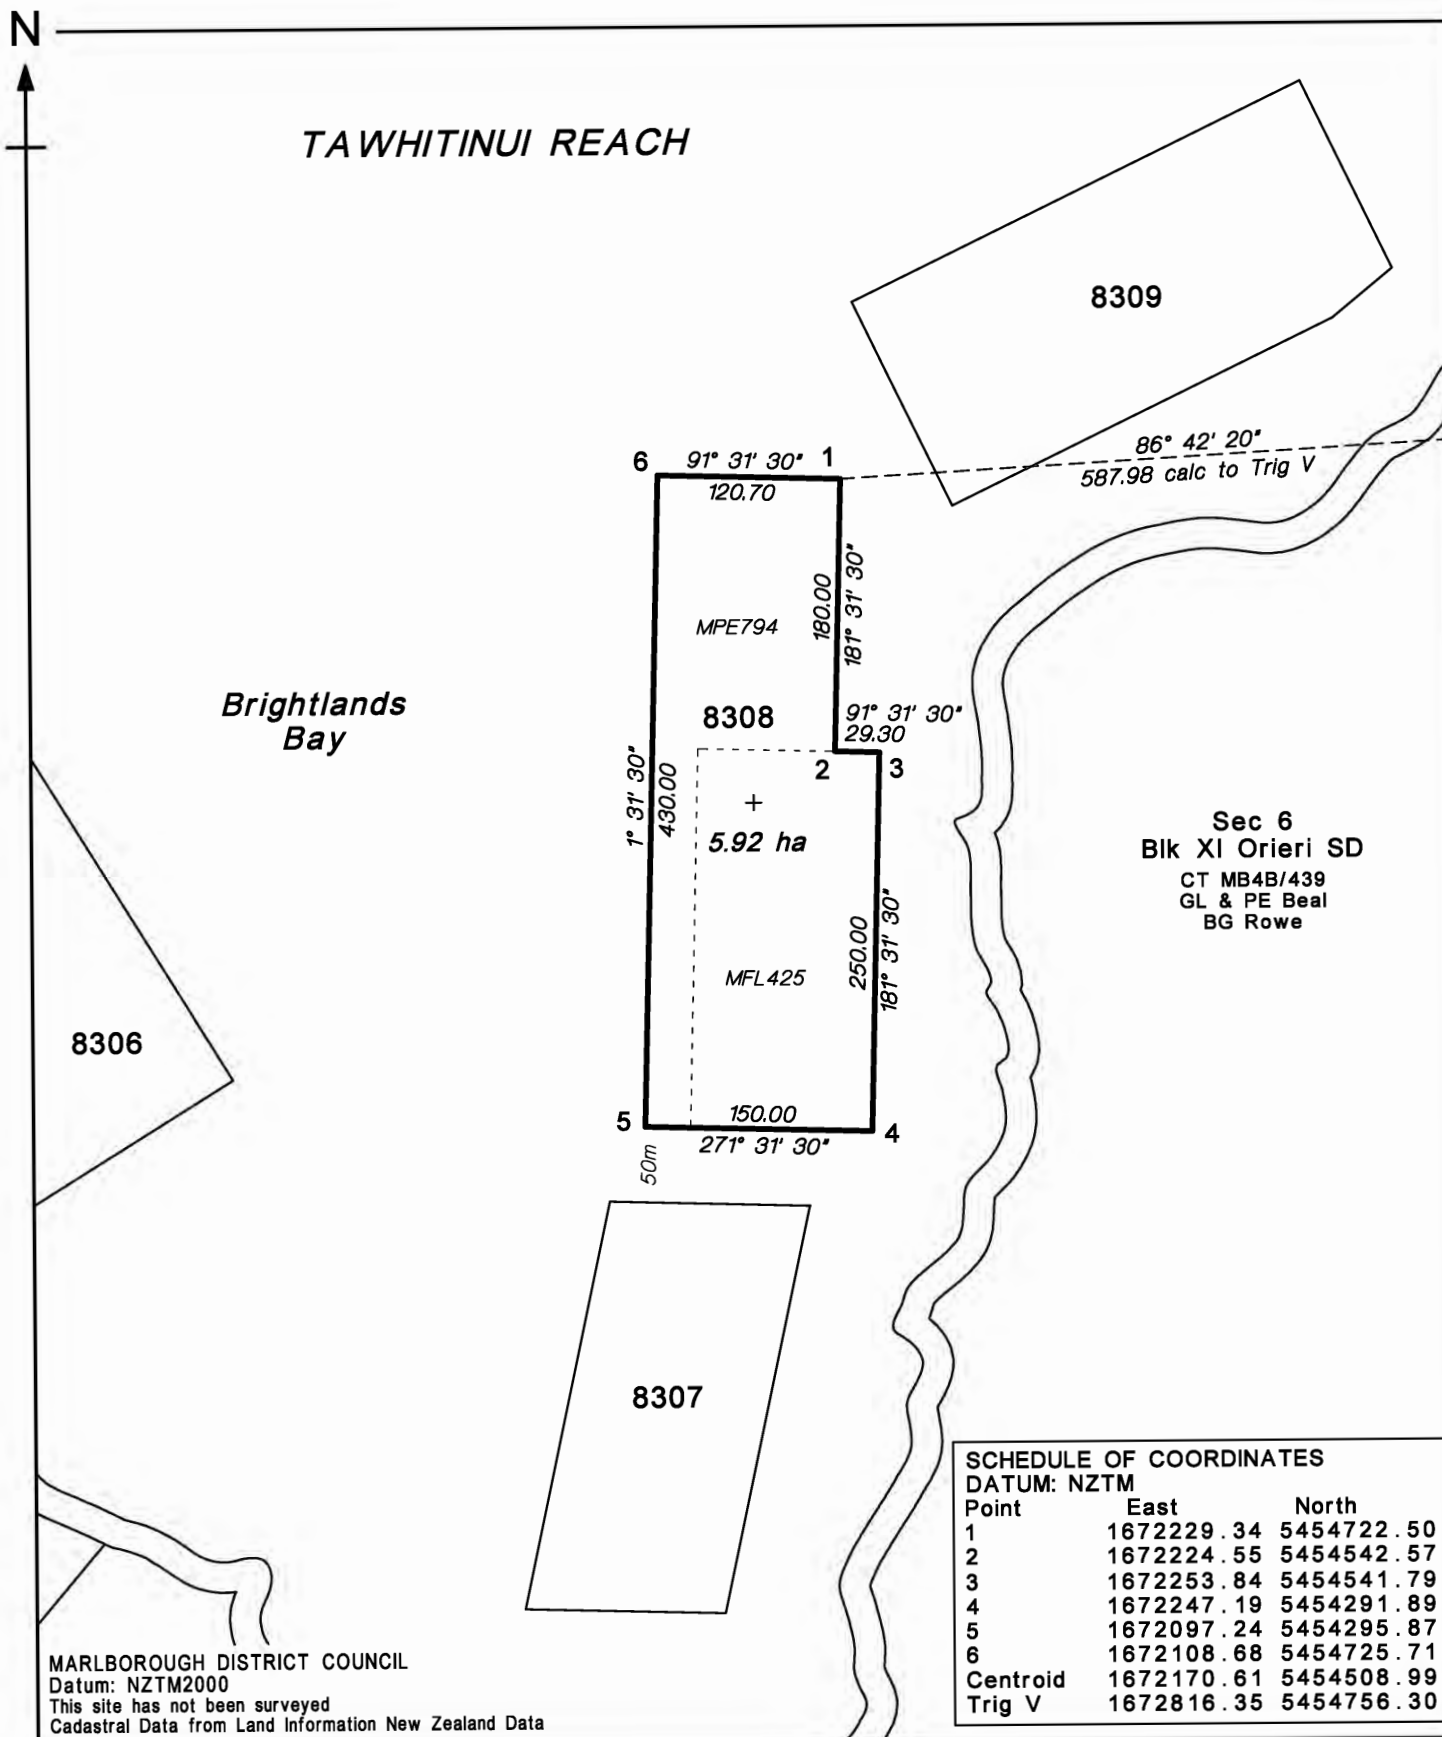 N
TAWHITINUI REACH
8309
86° 42' 20"
587.98 calc to Trig V
6
91° 31' 30"
1
120.70
180.00
181° 31' 30"
MPE794
Brightlands
Bay
8308
91° 31' 30"
29.30
2
3
1° 31' 30"
430.00
5.92 ha
Sec 6
Blk XI Orieri SD
CT MB4B/439
GL & PE Beal
BG Rowe
250.00
181° 31' 30"
MFL425
8306
5
150.00
4
271° 31' 30"
50m
8307
SCHEDULE OF COORDINATES
DATUM: NZTM
Point East North
1 1672229.34 5454722.50
2 1672224.55 5454542.57
3 1672253.84 5454541.79
4 1672247.19 5454291.89
5 1672097.24 5454295.87
6 1672108.68 5454725.71
Centroid 1672170.61 5454508.99
Trig V 1672816.35 5454756.30
MARLBOROUGH DISTRICT COUNCIL
Datum: NZTM2000
This site has not been surveyed
Cadastral Data from Land Information New Zealand Data